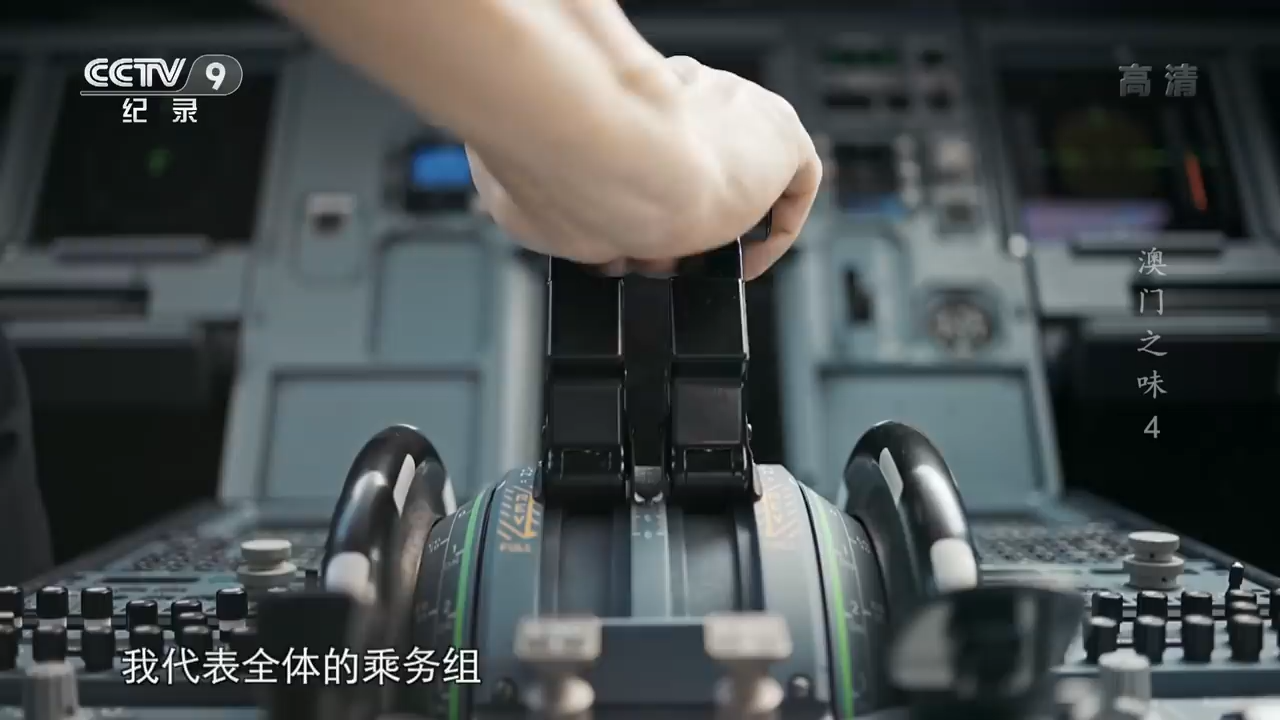 CCTV 9
纪录
高清
澳门之味 4
FULL
我代表全体的乘务组